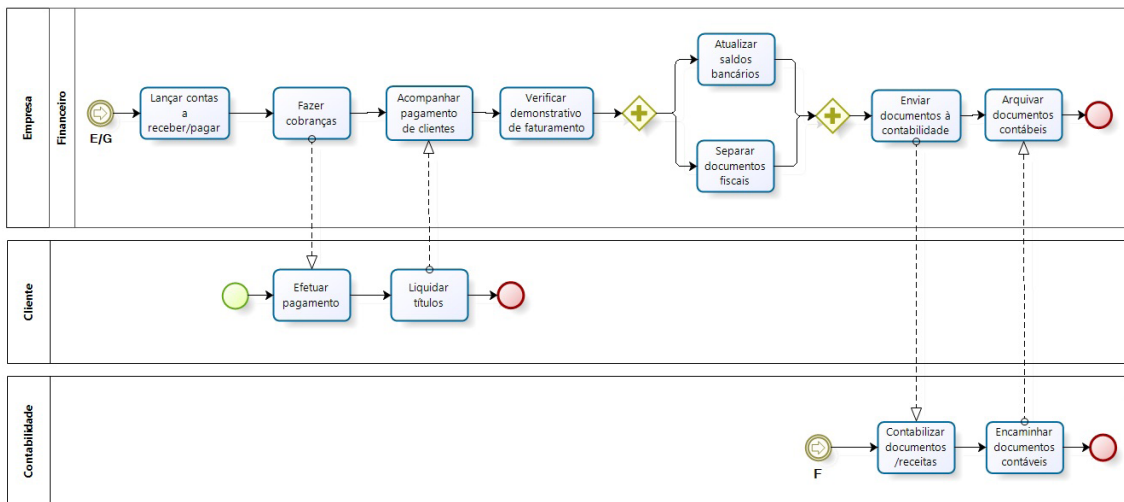 Empresa
Financeiro
E/G
Lançar contas
a
receber/pagar
Fazer
cobranças
Acompanhar
pagamento
de clientes
Verificar
demonstrativo
de faturamento
Atualizar
saldos
bancários
Separar
documentos
fiscais
Enviar
documentos à
contabilidade
Arquivar
documentos
contábeis
Cliente
Efetuar
pagamento
Liquidar
títulos
Contabilidade
F
Contabilizar
documentos
/receitas
Encaminhar
documentos
contáveis